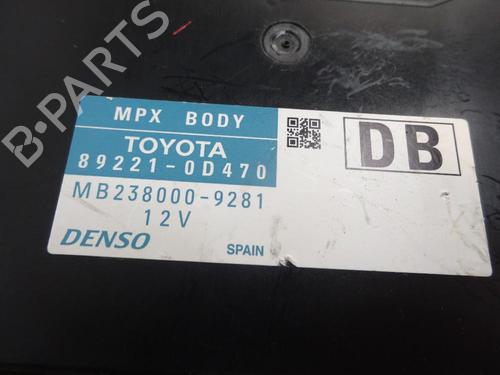 B-PARTS
MPX BODY
TOYOTA
89221-0D470
MB238000-9281
12V
DENSO
SPAIN
DB